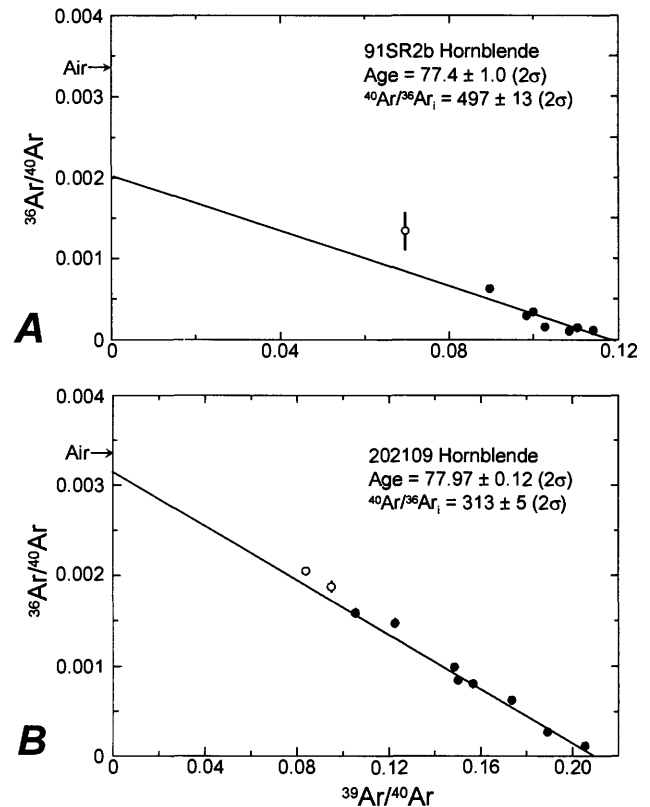 0.004
91SR2b Hornblende
Air→
Age = 77.4 ± 1.0 (2σ)
0.003
⁴⁰Ar/³⁶Arᵢ = 497 ± 13 (2σ)
³⁶Ar/⁴⁰Ar
0.002
0.001
A
0
0 0.04 0.08 0.12
0.004
Air→
202109 Hornblende
Age = 77.97 ± 0.12 (2σ)
0.003
⁴⁰Ar/³⁶Arᵢ = 313 ± 5 (2σ)
³⁶Ar/⁴⁰Ar
0.002
0.001
B
0
0 0.04 0.08 0.12 0.16 0.20
³⁹Ar/⁴⁰Ar